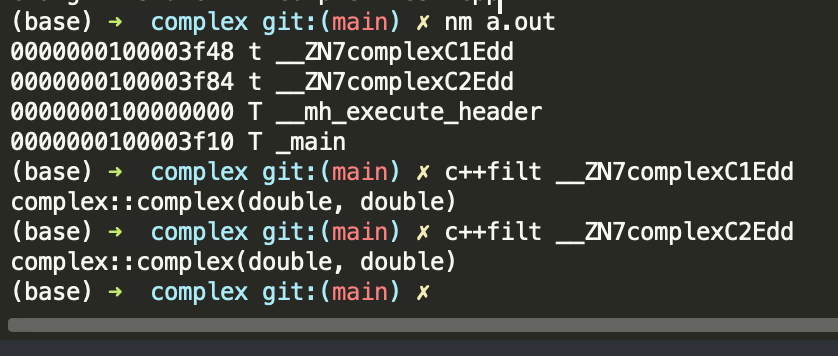 (base) → complex git:(main) ✗ nm a.out
0000000100003f48 t __ZN7complexC1Edd
0000000100003f84 t __ZN7complexC2Edd
0000000100000000 T __mh_execute_header
0000000100003f10 T _main
(base) → complex git:(main) ✗ c++filt __ZN7complexC1Edd
complex::complex(double, double)
(base) → complex git:(main) ✗ c++filt __ZN7complexC2Edd
complex::complex(double, double)
(base) → complex git:(main) ✗